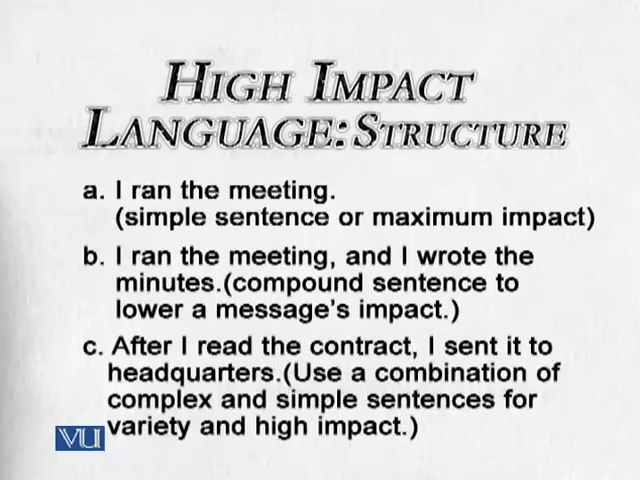 HIGH IMPACT
LANGUAGE:STRUCTURE
a. I ran the meeting.
(simple sentence or maximum impact)
b. I ran the meeting, and I wrote the
minutes.(compound sentence to
lower a message's impact.)
c. After I read the contract, I sent it to
headquarters.(Use a combination of
complex and simple sentences for
variety and high impact.)
VU